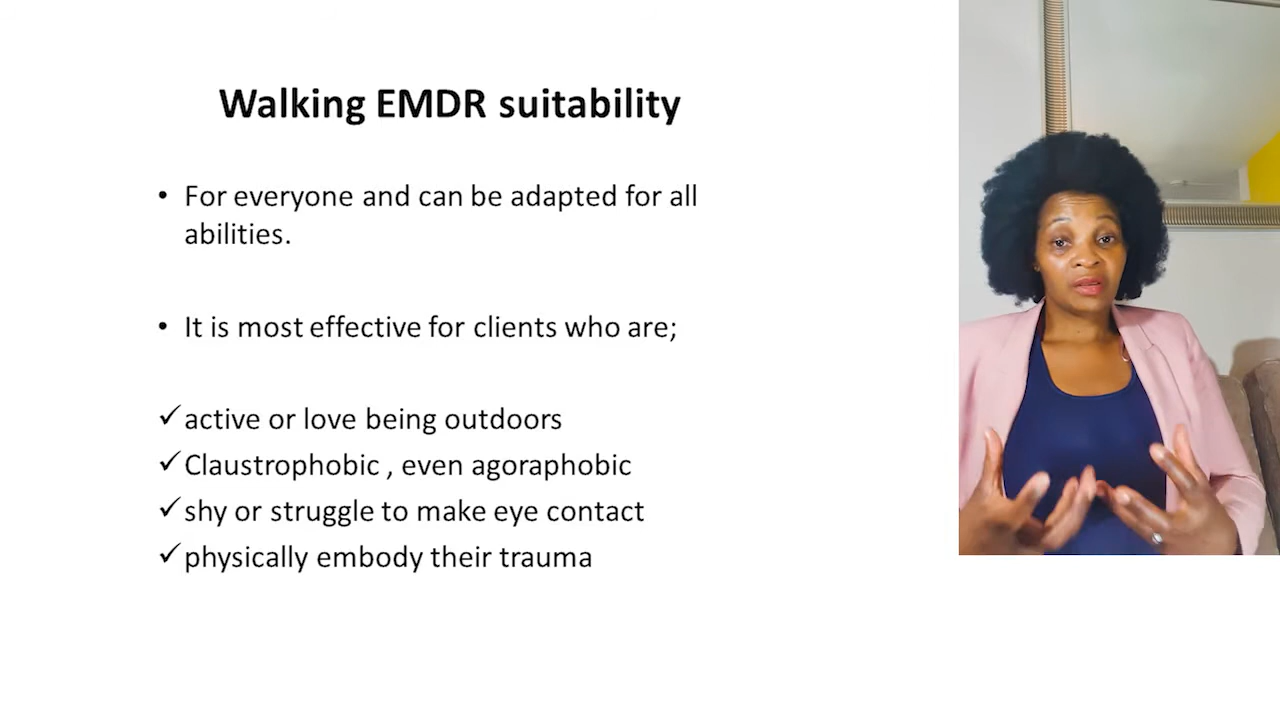 Walking EMDR suitability
• For everyone and can be adapted for all
abilities.
• It is most effective for clients who are;
✓ active or love being outdoors
✓ Claustrophobic , even agoraphobic
✓ shy or struggle to make eye contact
✓ physically embody their trauma